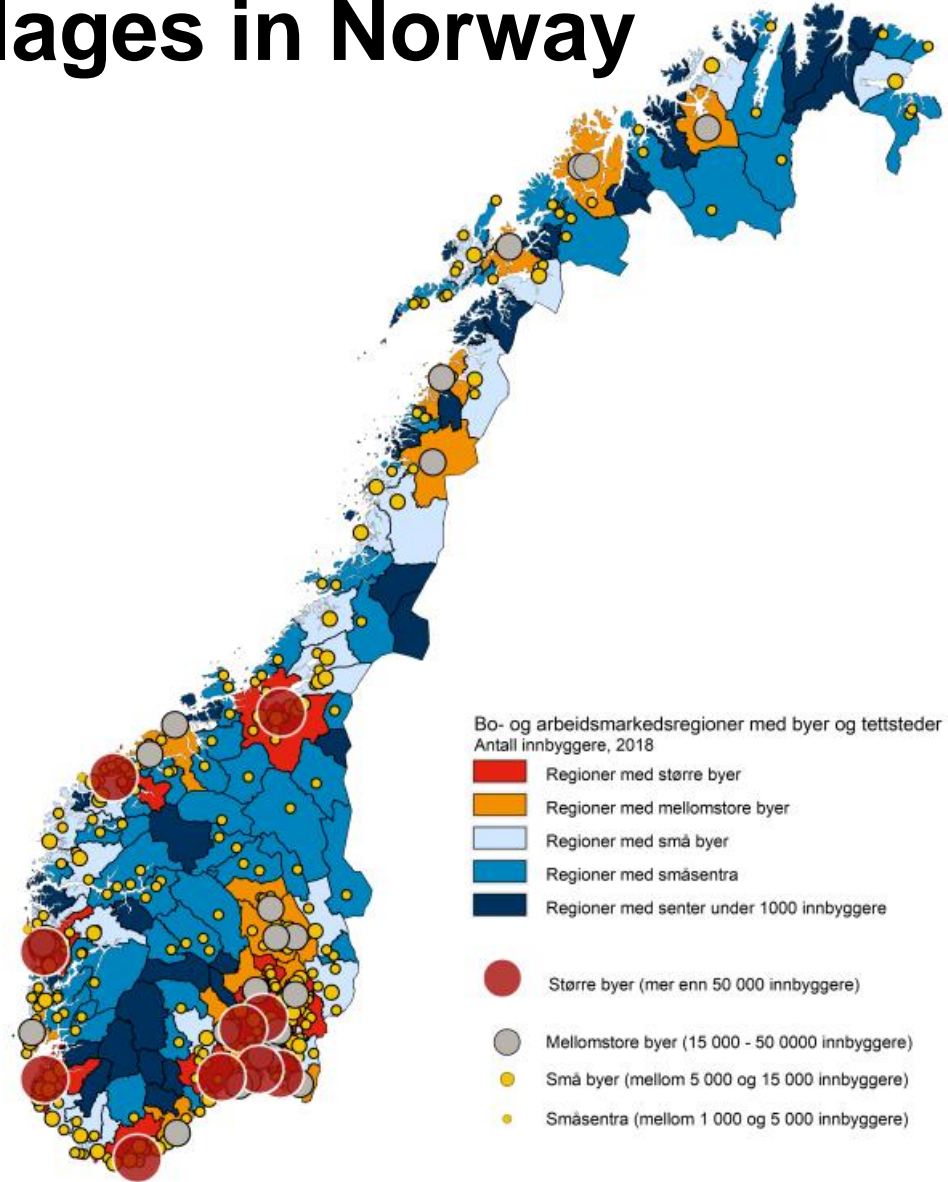 lages in Norway
Bo- og arbeidsmarkedsregioner med byer og tettsteder
Antall innbyggere, 2018
Regioner med større byer
Regioner med mellomstore byer
Regioner med små byer
Regioner med småsentra
Regioner med senter under 1000 innbyggere
Større byer (mer enn 50 000 innbyggere)
Mellomstore byer (15 000 - 50 0000 innbyggere)
Små byer (mellom 5 000 og 15 000 innbyggere)
Småsentra (mellom 1 000 og 5 000 innbyggere)